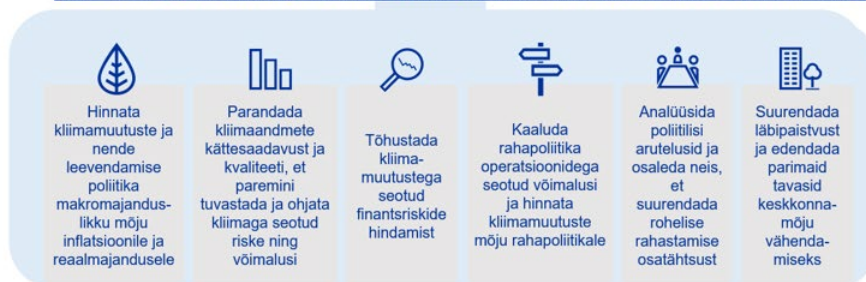 Hinnata
kliimamuutuste ja
nende
leevendamise
poliitika
makromajandus-
likku mõju
inflatsioonile ja
reaalmajandusele
Parandada
kliimaandmete
kättesaadavust ja
kvaliteeti, et
paremini
tuvastada ja ohjata
kliimaga seotud
riske ning
võimalusi
Tõhustada
kliima-
muutustega
seotud
finantsriskide
hindamist
Kaaluda
rahapoliitika
operatsioonidega
seotud võimalusi
ja hinnata
kliimamuutuste
mõju rahapoliitikale
Analüüsida
poliitilisi
arutelusid ja
osaleda neis,
et
suurendada
rohelise
rahastamise
osatähtsust
Suurendada
läbipaistvust
ja edendada
parimaid
tavasid
keskkonna-
mõju
vähenda-
miseks